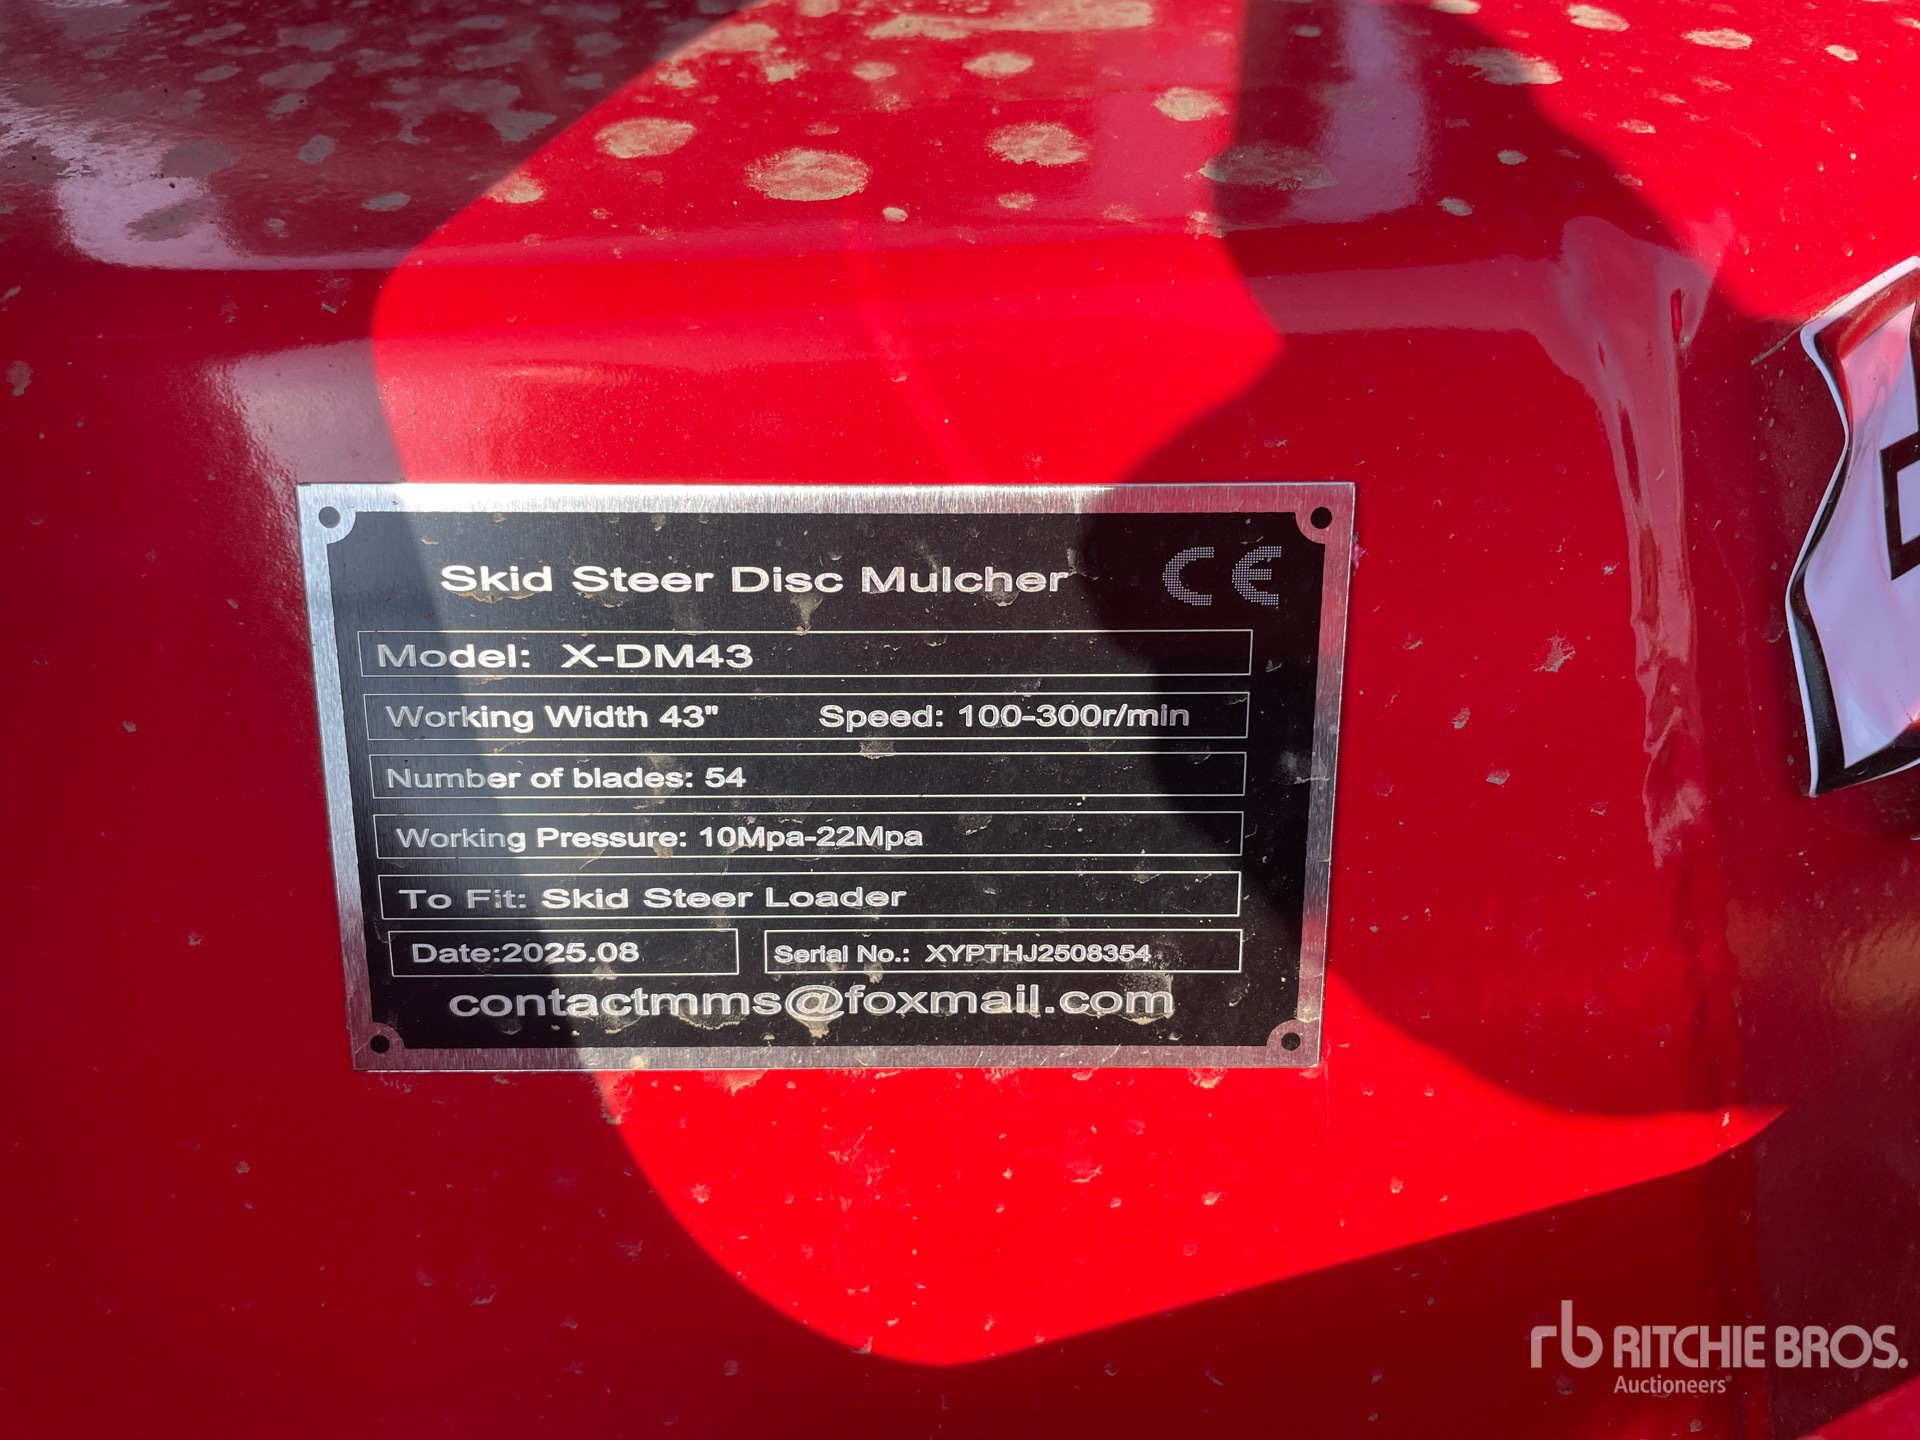 Skid Steer Disc Mulcher CE
Model: X-DM43
Working Width 43" Speed: 100-300r/min
Number of blades: 54
Working Pressure: 10Mpa-22Mpa
To Fit: Skid Steer Loader
Date:2025.08 Serial No.: XYPTHJ2508354
contactmms@foxmail.com
rb RITCHIE BROS.
Auctioneers